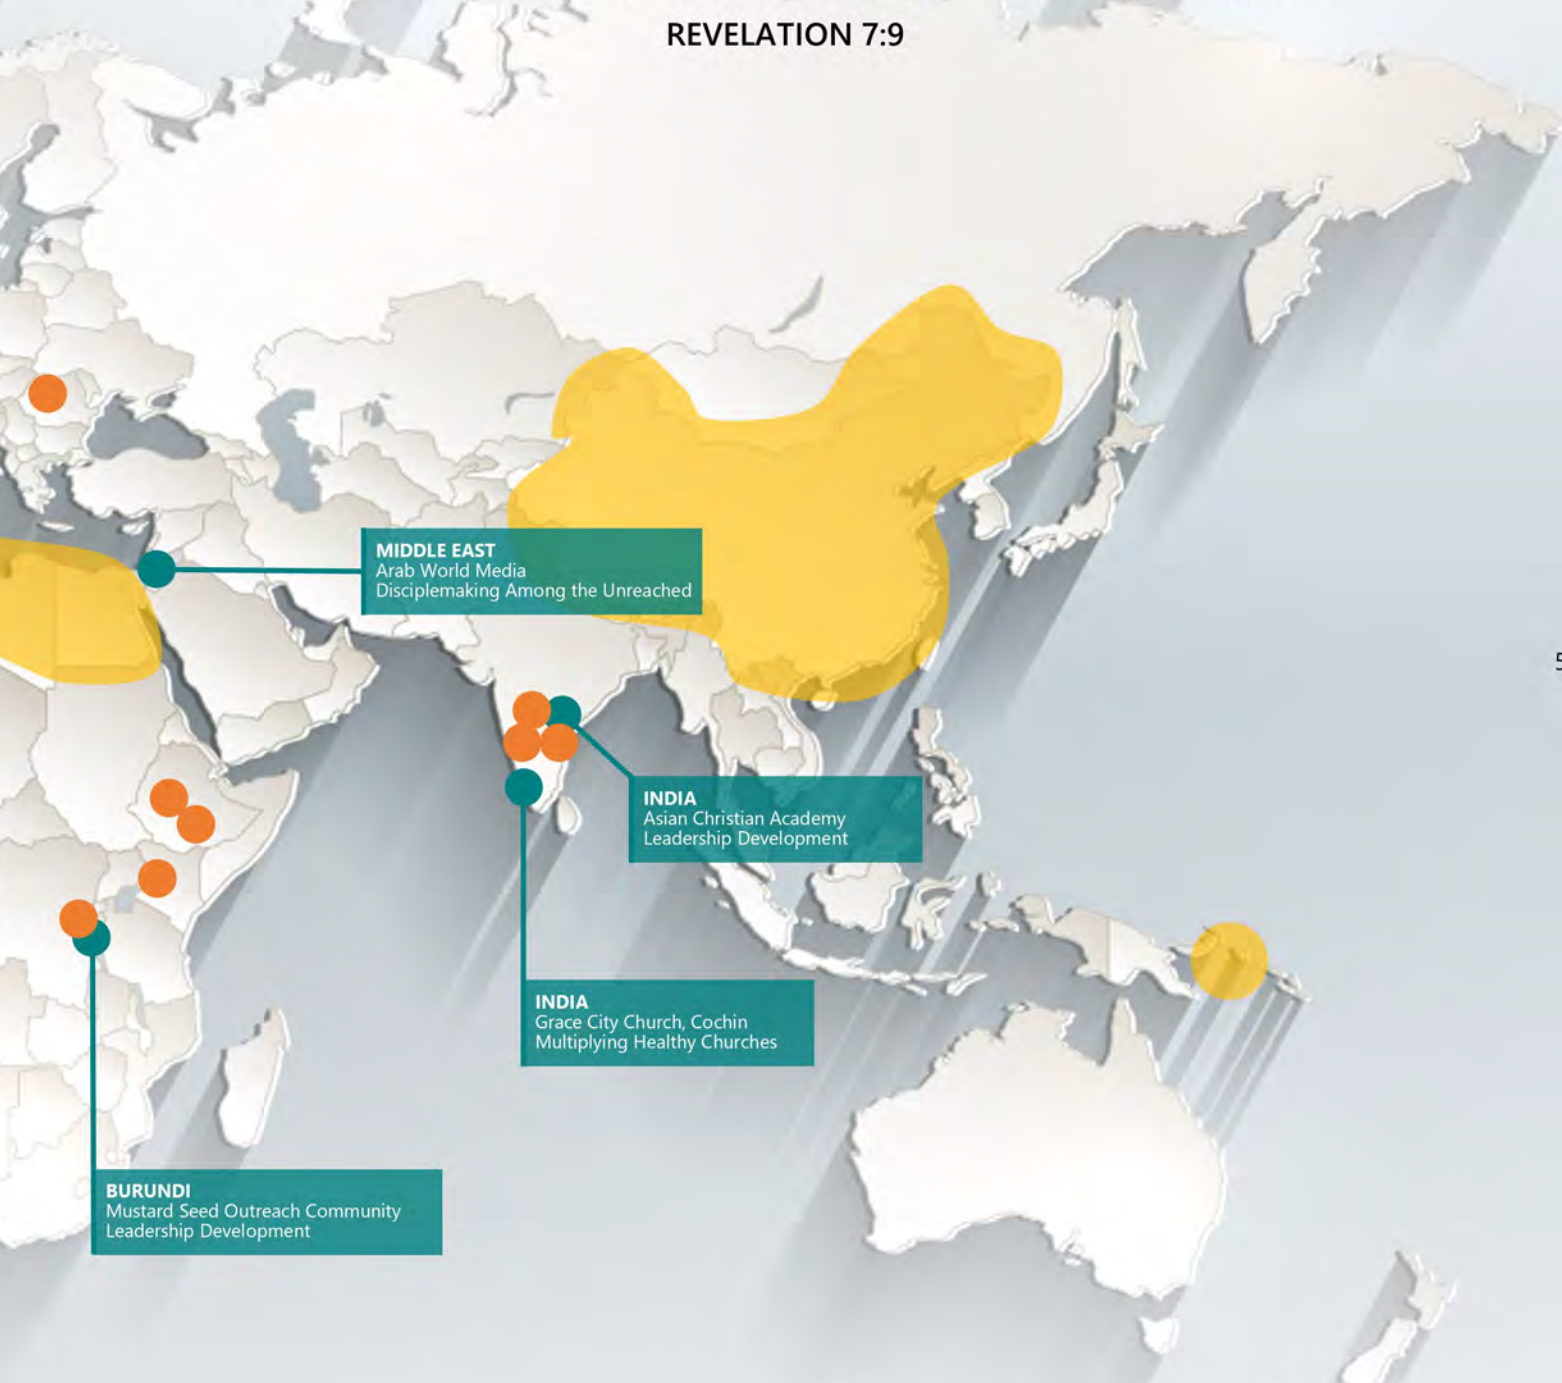 REVELATION 7:9
MIDDLE EAST
Arab World Media
Disciplemaking Among the Unreached
5
INDIA
Asian Christian Academy
Leadership Development
INDIA
Grace City Church, Cochin
Multiplying Healthy Churches
BURUNDI
Mustard Seed Outreach Community
Leadership Development